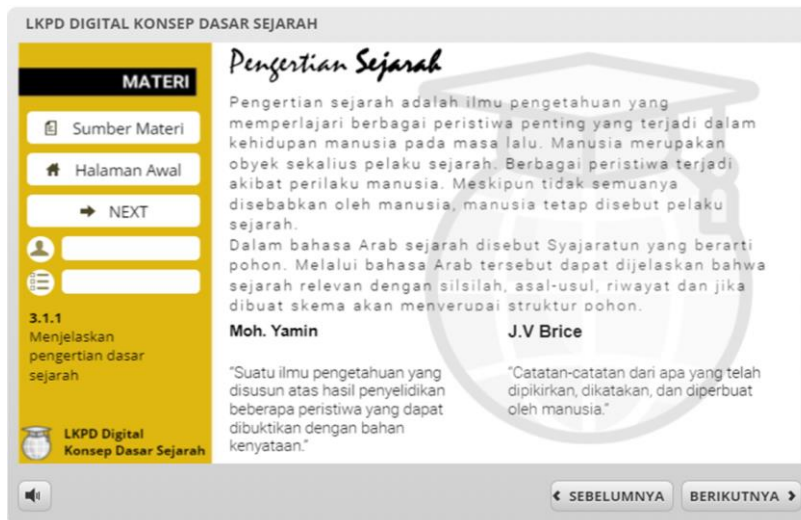 LKPD DIGITAL KONSEP DASAR SEJARAH
MATERI
Sumber Materi
Halaman Awal
NEXT
3.1.1
Menjelaskan
pengertian dasar
sejarah
LKPD Digital
Konsep Dasar Sejarah
Pengertian Sejarah
Pengertian sejarah adalah ilmu pengetahuan yang
memperlajari berbagai peristiwa penting yang terjadi dalam
kehidupan manusia pada masa lalu. Manusia merupakan
obyek sekalius pelaku sejarah. Berbagai peristiwa terjadi
akibat perilaku manusia. Meskipun tidak semuanya
disebabkan oleh manusia, manusia tetap disebut pelaku
sejarah.
Dalam bahasa Arab sejarah disebut Syajaratun yang berarti
pohon. Melalui bahasa Arab tersebut dapat dijelaskan bahwa
sejarah relevan dengan silsilah, asal-usul, riwayat dan jika
dibuat skema akan menyerupai struktur pohon.
Moh. Yamin
"Suatu ilmu pengetahuan yang
disusun atas hasil penyelidikan
beberapa peristiwa yang dapat
dibuktikan dengan bahan
kenyataan."
J.V Brice
"Catatan-catatan dari apa yang telah
dipikirkan, dikatakan, dan diperbuat
oleh manusia."
SEBELUMNYA
BERIKUTNYA